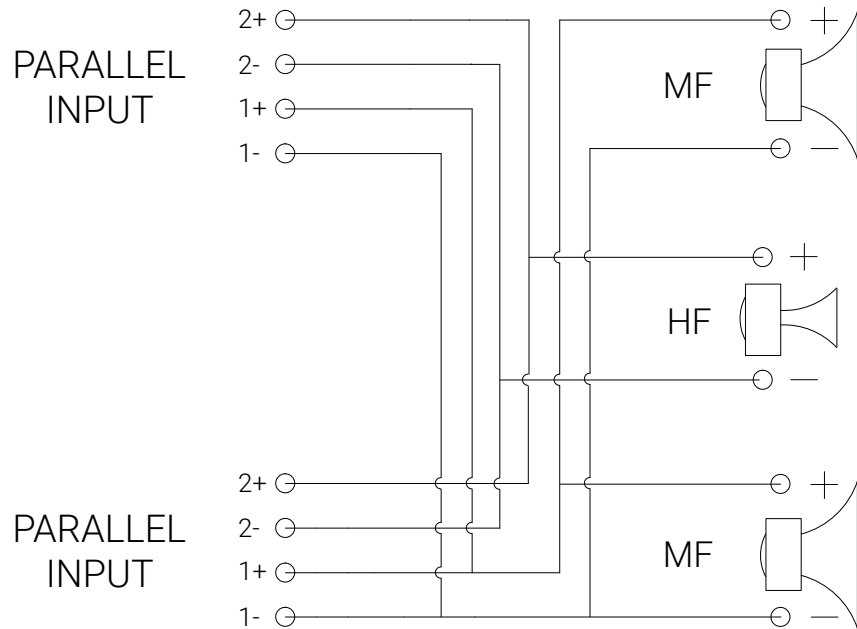 PARALLEL
INPUT
2+
2-
1+
1-
MF
+
—
HF
+
—
PARALLEL
INPUT
2+
2-
1+
1-
MF
+
—